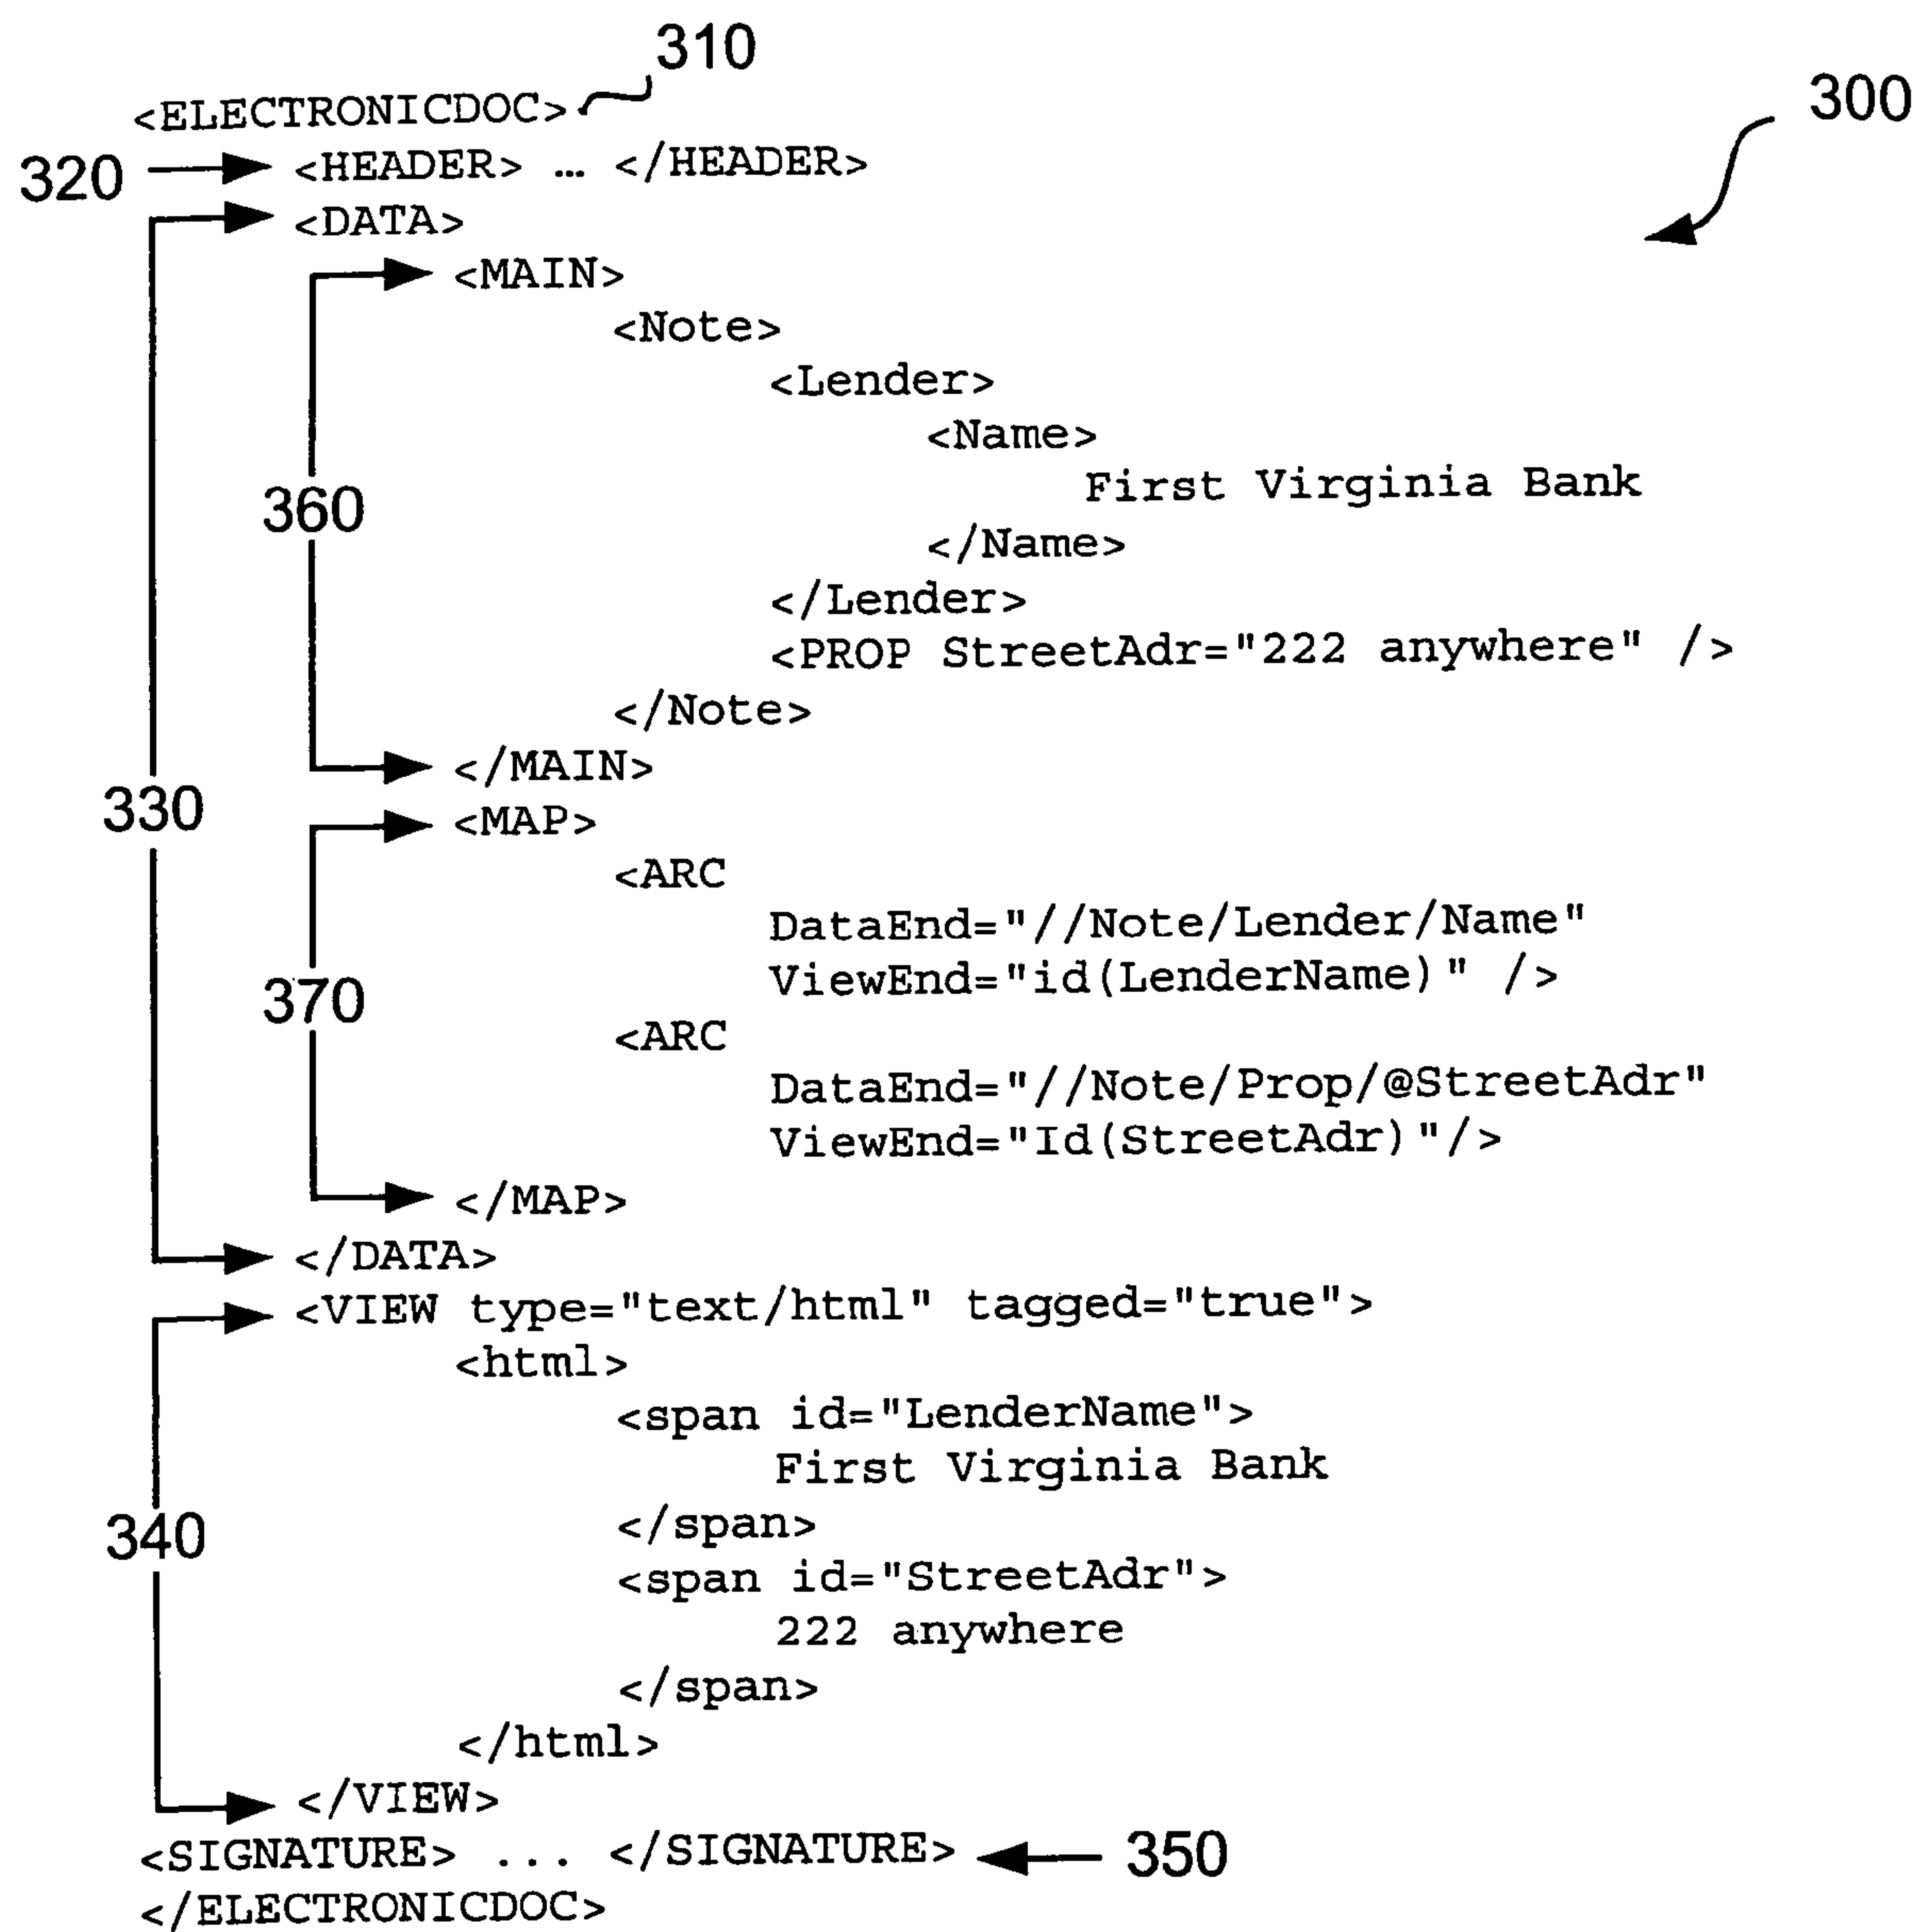 310
<ELECTRONICDOC>
300
320 <HEADER> … </HEADER>
<DATA>
<MAIN>
<Note>
<Lender>
<Name>
First Virginia Bank
360
</Name>
</Lender>
<PROP StreetAdr="222 anywhere" />
</Note>
</MAIN>
330
<MAP>
<ARC
DataEnd="//Note/Lender/Name"
ViewEnd="id(LenderName)" />
370
<ARC
DataEnd="//Note/Prop/@StreetAdr"
ViewEnd="Id(StreetAdr)"/>
</MAP>
</DATA>
<VIEW type="text/html" tagged="true">
<html>
<span id="LenderName">
First Virginia Bank
</span>
340
<span id="StreetAdr">
222 anywhere
</span>
</html>
</VIEW>
<SIGNATURE> ... </SIGNATURE> 350
</ELECTRONICDOC>